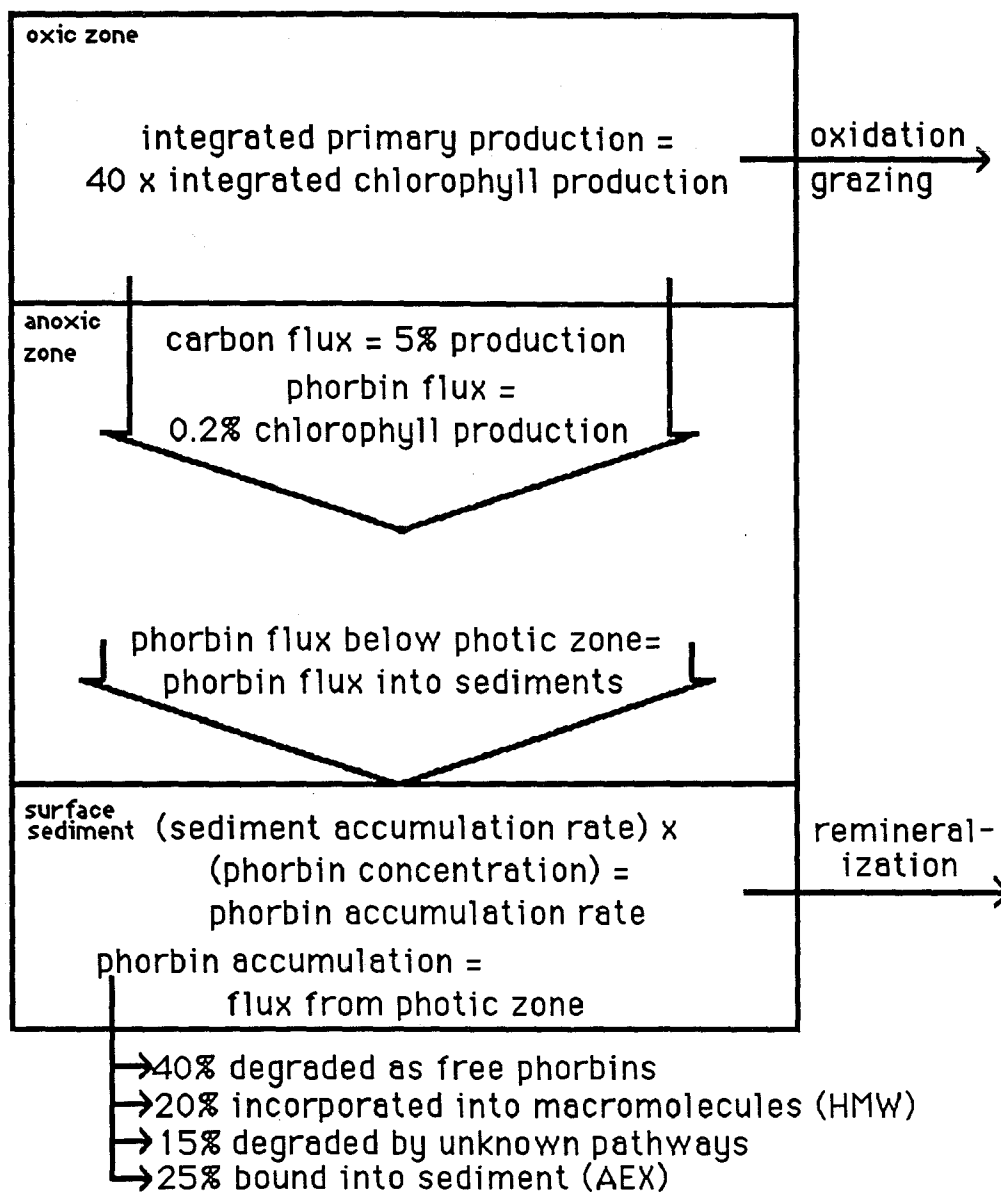 oxic zone
integrated primary production =
40 x integrated chlorophyll production
oxidation
grazing
anoxic
zone
carbon flux = 5% production
phorbin flux =
0.2% chlorophyll production
phorbin flux below photic zone=
phorbin flux into sediments
surface
sediment
(sediment accumulation rate) x
(phorbin concentration) =
phorbin accumulation rate
remineral-
ization
phorbin accumulation =
flux from photic zone
40% degraded as free phorbins
20% incorporated into macromolecules (HMW)
15% degraded by unknown pathways
25% bound into sediment (AEX)